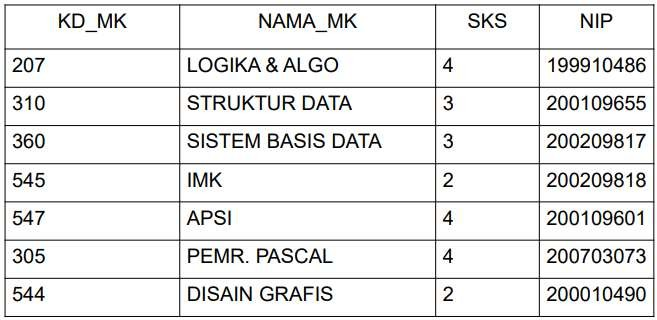 KD_MK NAMA_MK SKS NIP
207 LOGIKA & ALGO 4 199910486
310 STRUKTUR DATA 3 200109655
360 SISTEM BASIS DATA 3 200209817
545 IMK 2 200209818
547 APSI 4 200109601
305 PEMR. PASCAL 4 200703073
544 DISAIN GRAFIS 2 200010490